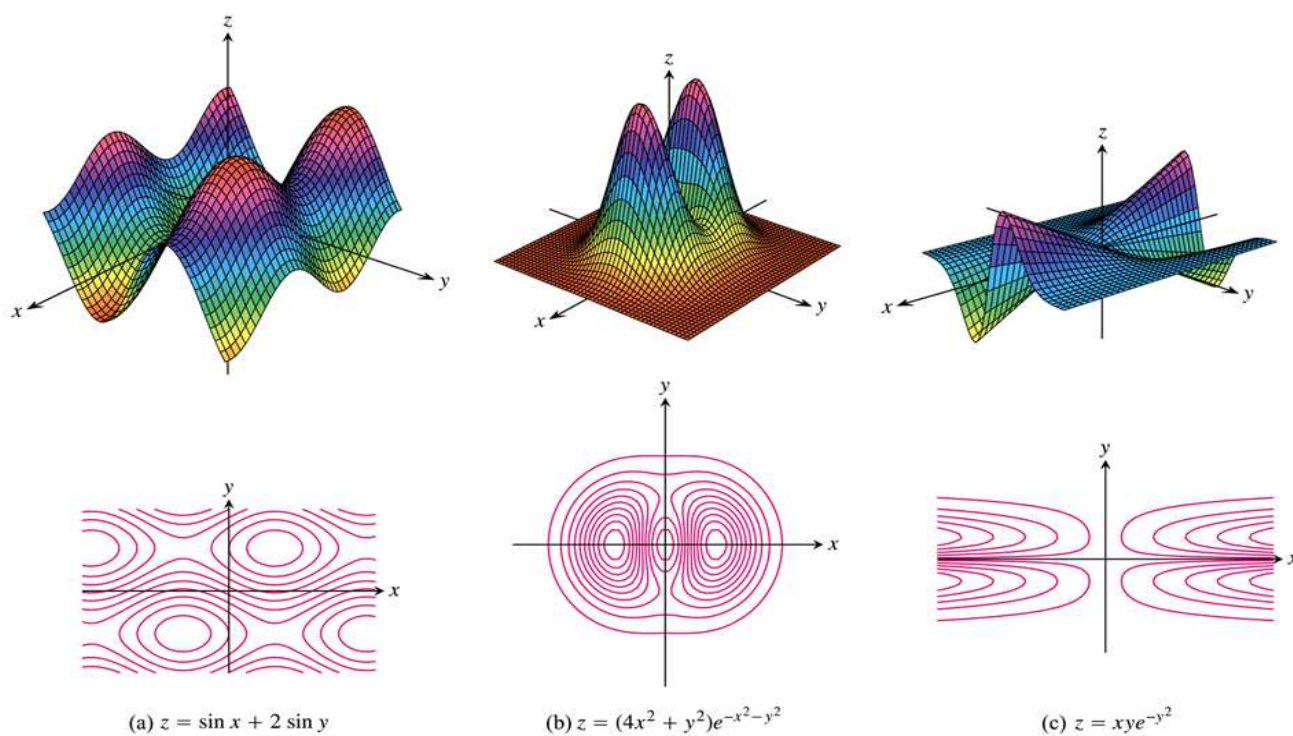 z
x
y
z
x
y
z
x
y
y
x
y
x
y
x
(a) z = sin x + 2 sin y
(b) z = (4x² + y²)e^{-x²-y²}
(c) z = xye^{-y²}